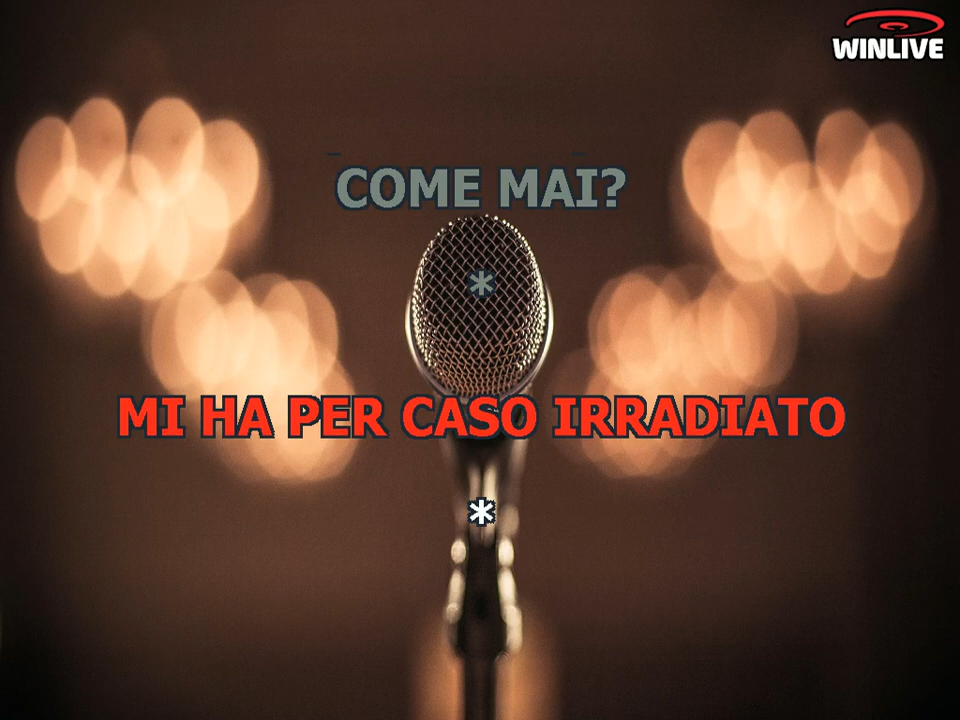 WINLIVE
COME MAI?
*
MI HA PER CASO IRRADIATO
*